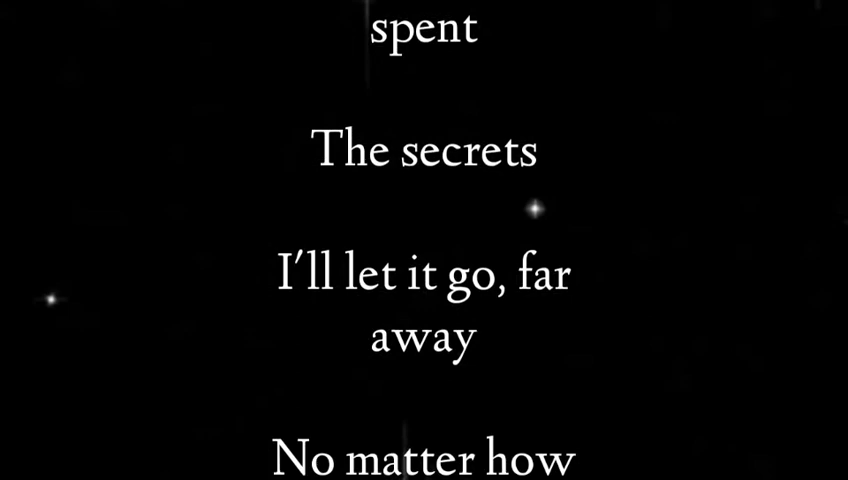 spent
The secrets
I'll let it go, far
away
No matter how